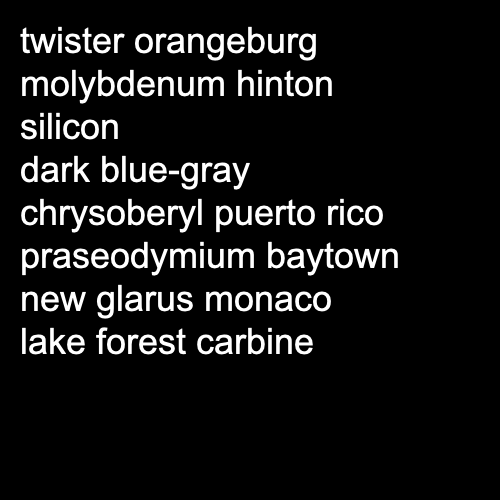 twister orangeburg
molybdenum hinton
silicon
dark blue-gray
chrysoberyl puerto rico
praseodymium baytown
new glarus monaco
lake forest carbine